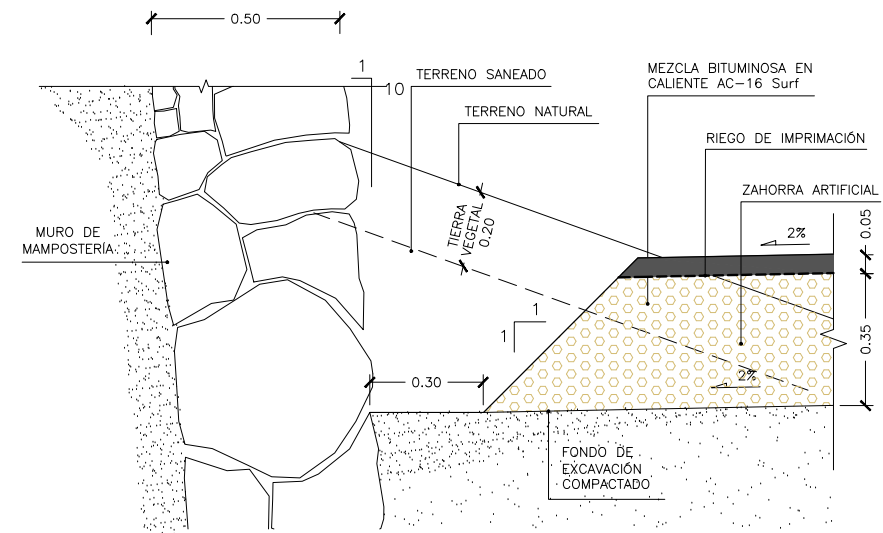 0.50
1
10
TERRENO SANEADO
TERRENO NATURAL
MEZCLA BITUMINOSA EN
CALIENTE AC-16 Surf
RIEGO DE IMPRIMACIÓN
ZAHORRA ARTIFICIAL
MURO DE
MAMPOSTERÍA
TIERRA
VEGETAL
0.20
2%
0.05
1
1
0.35
0.30
2%
FONDO DE
EXCAVACIÓN
COMPACTADO